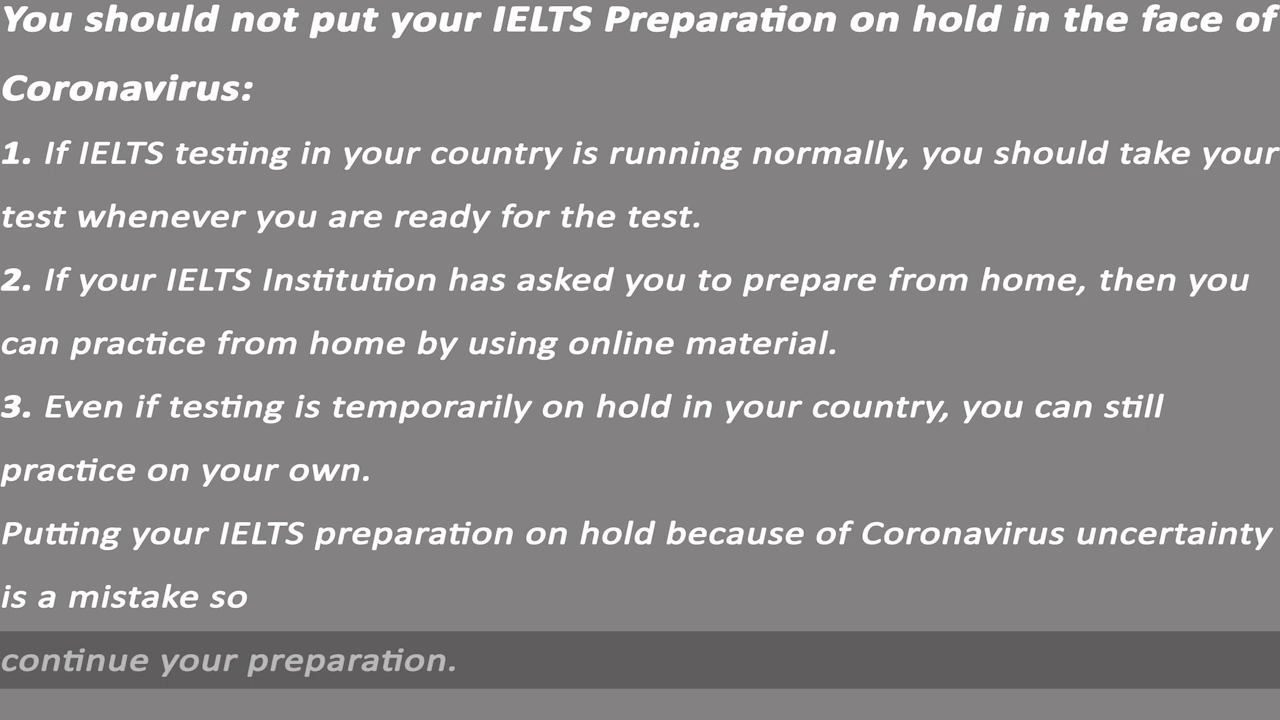 You should not put your IELTS Preparation on hold in the face of
Coronavirus:
1. If IELTS testing in your country is running normally, you should take your
test whenever you are ready for the test.
2. If your IELTS Institution has asked you to prepare from home, then you
can practice from home by using online material.
3. Even if testing is temporarily on hold in your country, you can still
practice on your own.
Putting your IELTS preparation on hold because of Coronavirus uncertainty
is a mistake so
continue your preparation.